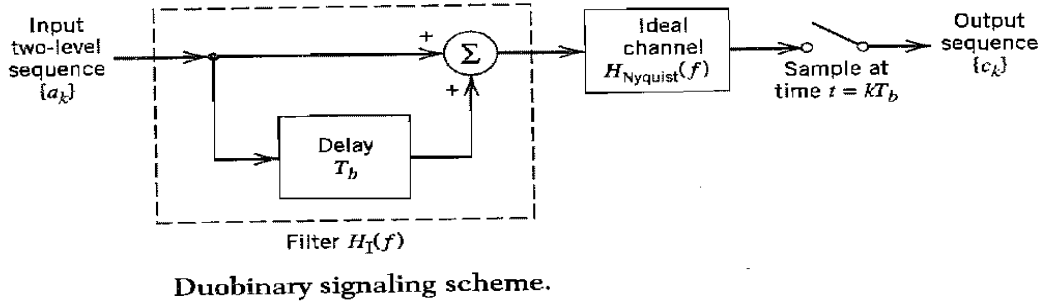 Input
two-level
sequence
{a_k}
+
Σ
+
Delay
T_b
Filter H_I(f)
Ideal
channel
H_Nyquist(f)
Sample at
time t = kT_b
Output
sequence
{c_k}
Duobinary signaling scheme.